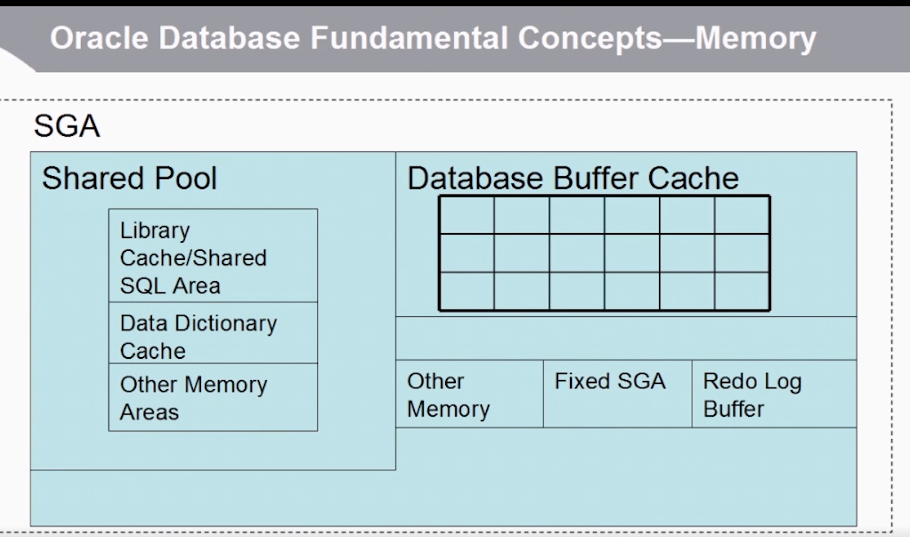 Oracle Database Fundamental Concepts—Memory
SGA
Shared Pool
Library
Cache/Shared
SQL Area
Data Dictionary
Cache
Other Memory
Areas
Database Buffer Cache
Other
Memory
Fixed SGA
Redo Log
Buffer